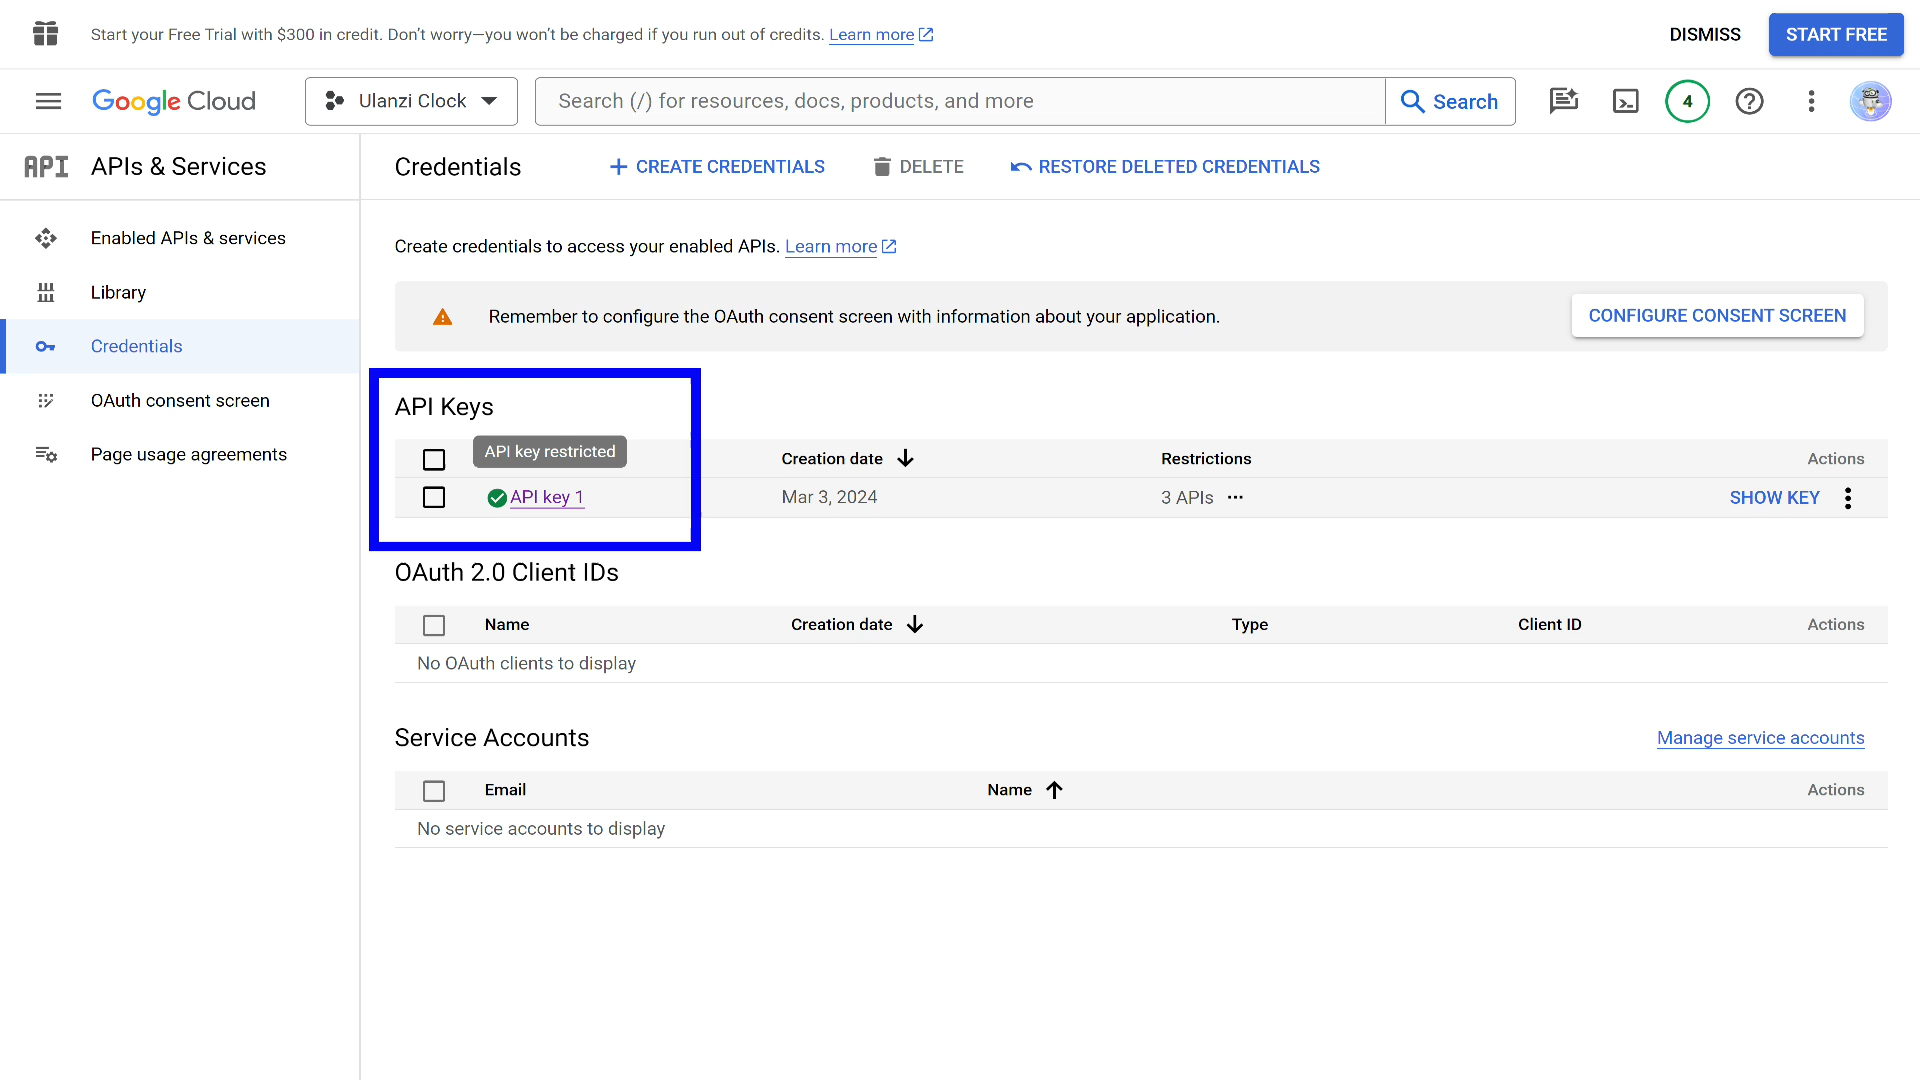 Start your Free Trial with $300 in credit. Don't worry—you won't be charged if you run out of credits. Learn more
DISMISS
START FREE
Google Cloud
Ulanzi Clock
Search (/) for resources, docs, products, and more
Search
4
API APIs & Services
Credentials
CREATE CREDENTIALS
DELETE
RESTORE DELETED CREDENTIALS
Enabled APIs & services
Library
Credentials
OAuth consent screen
Page usage agreements
Create credentials to access your enabled APIs. Learn more
Remember to configure the OAuth consent screen with information about your application.
CONFIGURE CONSENT SCREEN
API Keys
API key restricted
Creation date
Restrictions
Actions
API key 1
Mar 3, 2024
3 APIs
SHOW KEY
OAuth 2.0 Client IDs
Name
Creation date
Type
Client ID
Actions
No OAuth clients to display
Service Accounts
Manage service accounts
Email
Name
Actions
No service accounts to display